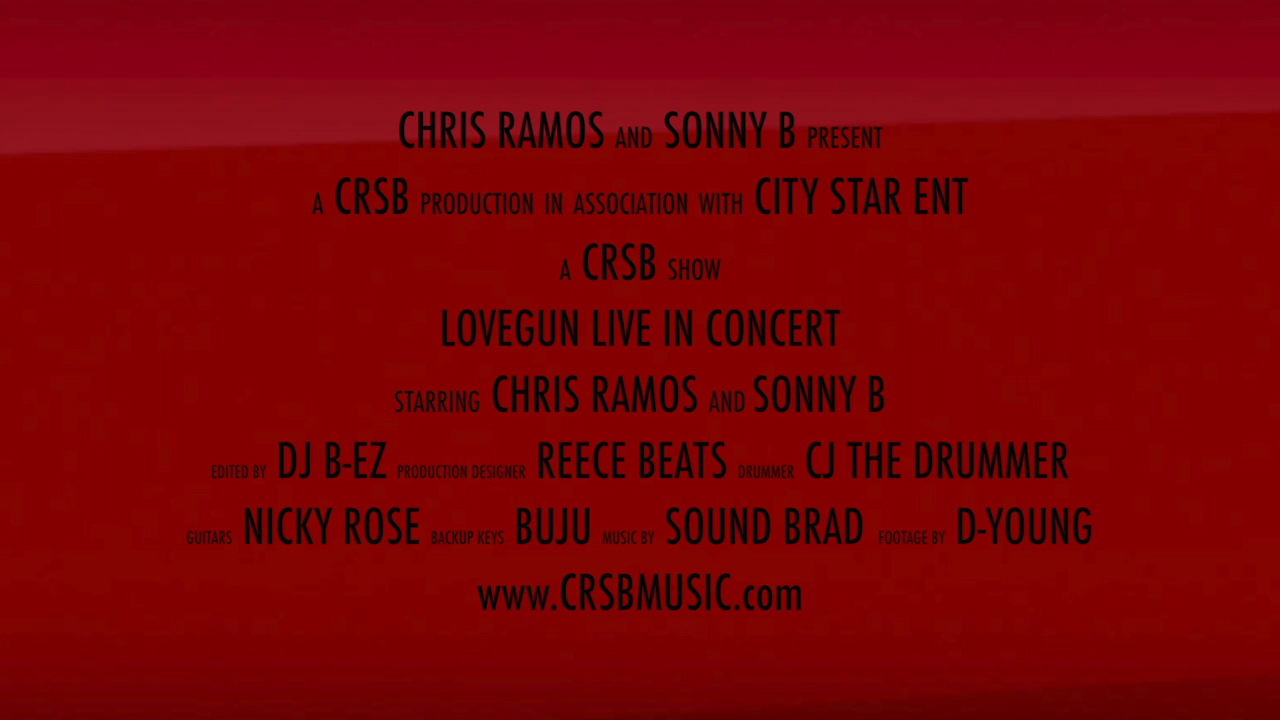 CHRIS RAMOS AND SONNY B PRESENT
A CRSB PRODUCTION IN ASSOCIATION WITH CITY STAR ENT
A CRSB SHOW
LOVEGUN LIVE IN CONCERT
STARRING CHRIS RAMOS AND SONNY B
EDITED BY DJ B-EZ PRODUCTION DESIGNER REECE BEATS DRUMMER CJ THE DRUMMER
GUITARS NICKY ROSE BACKUP KEYS BUJU MUSIC BY SOUND BRAD FOOTAGE BY D-YOUNG
www.CRSBMUSIC.com